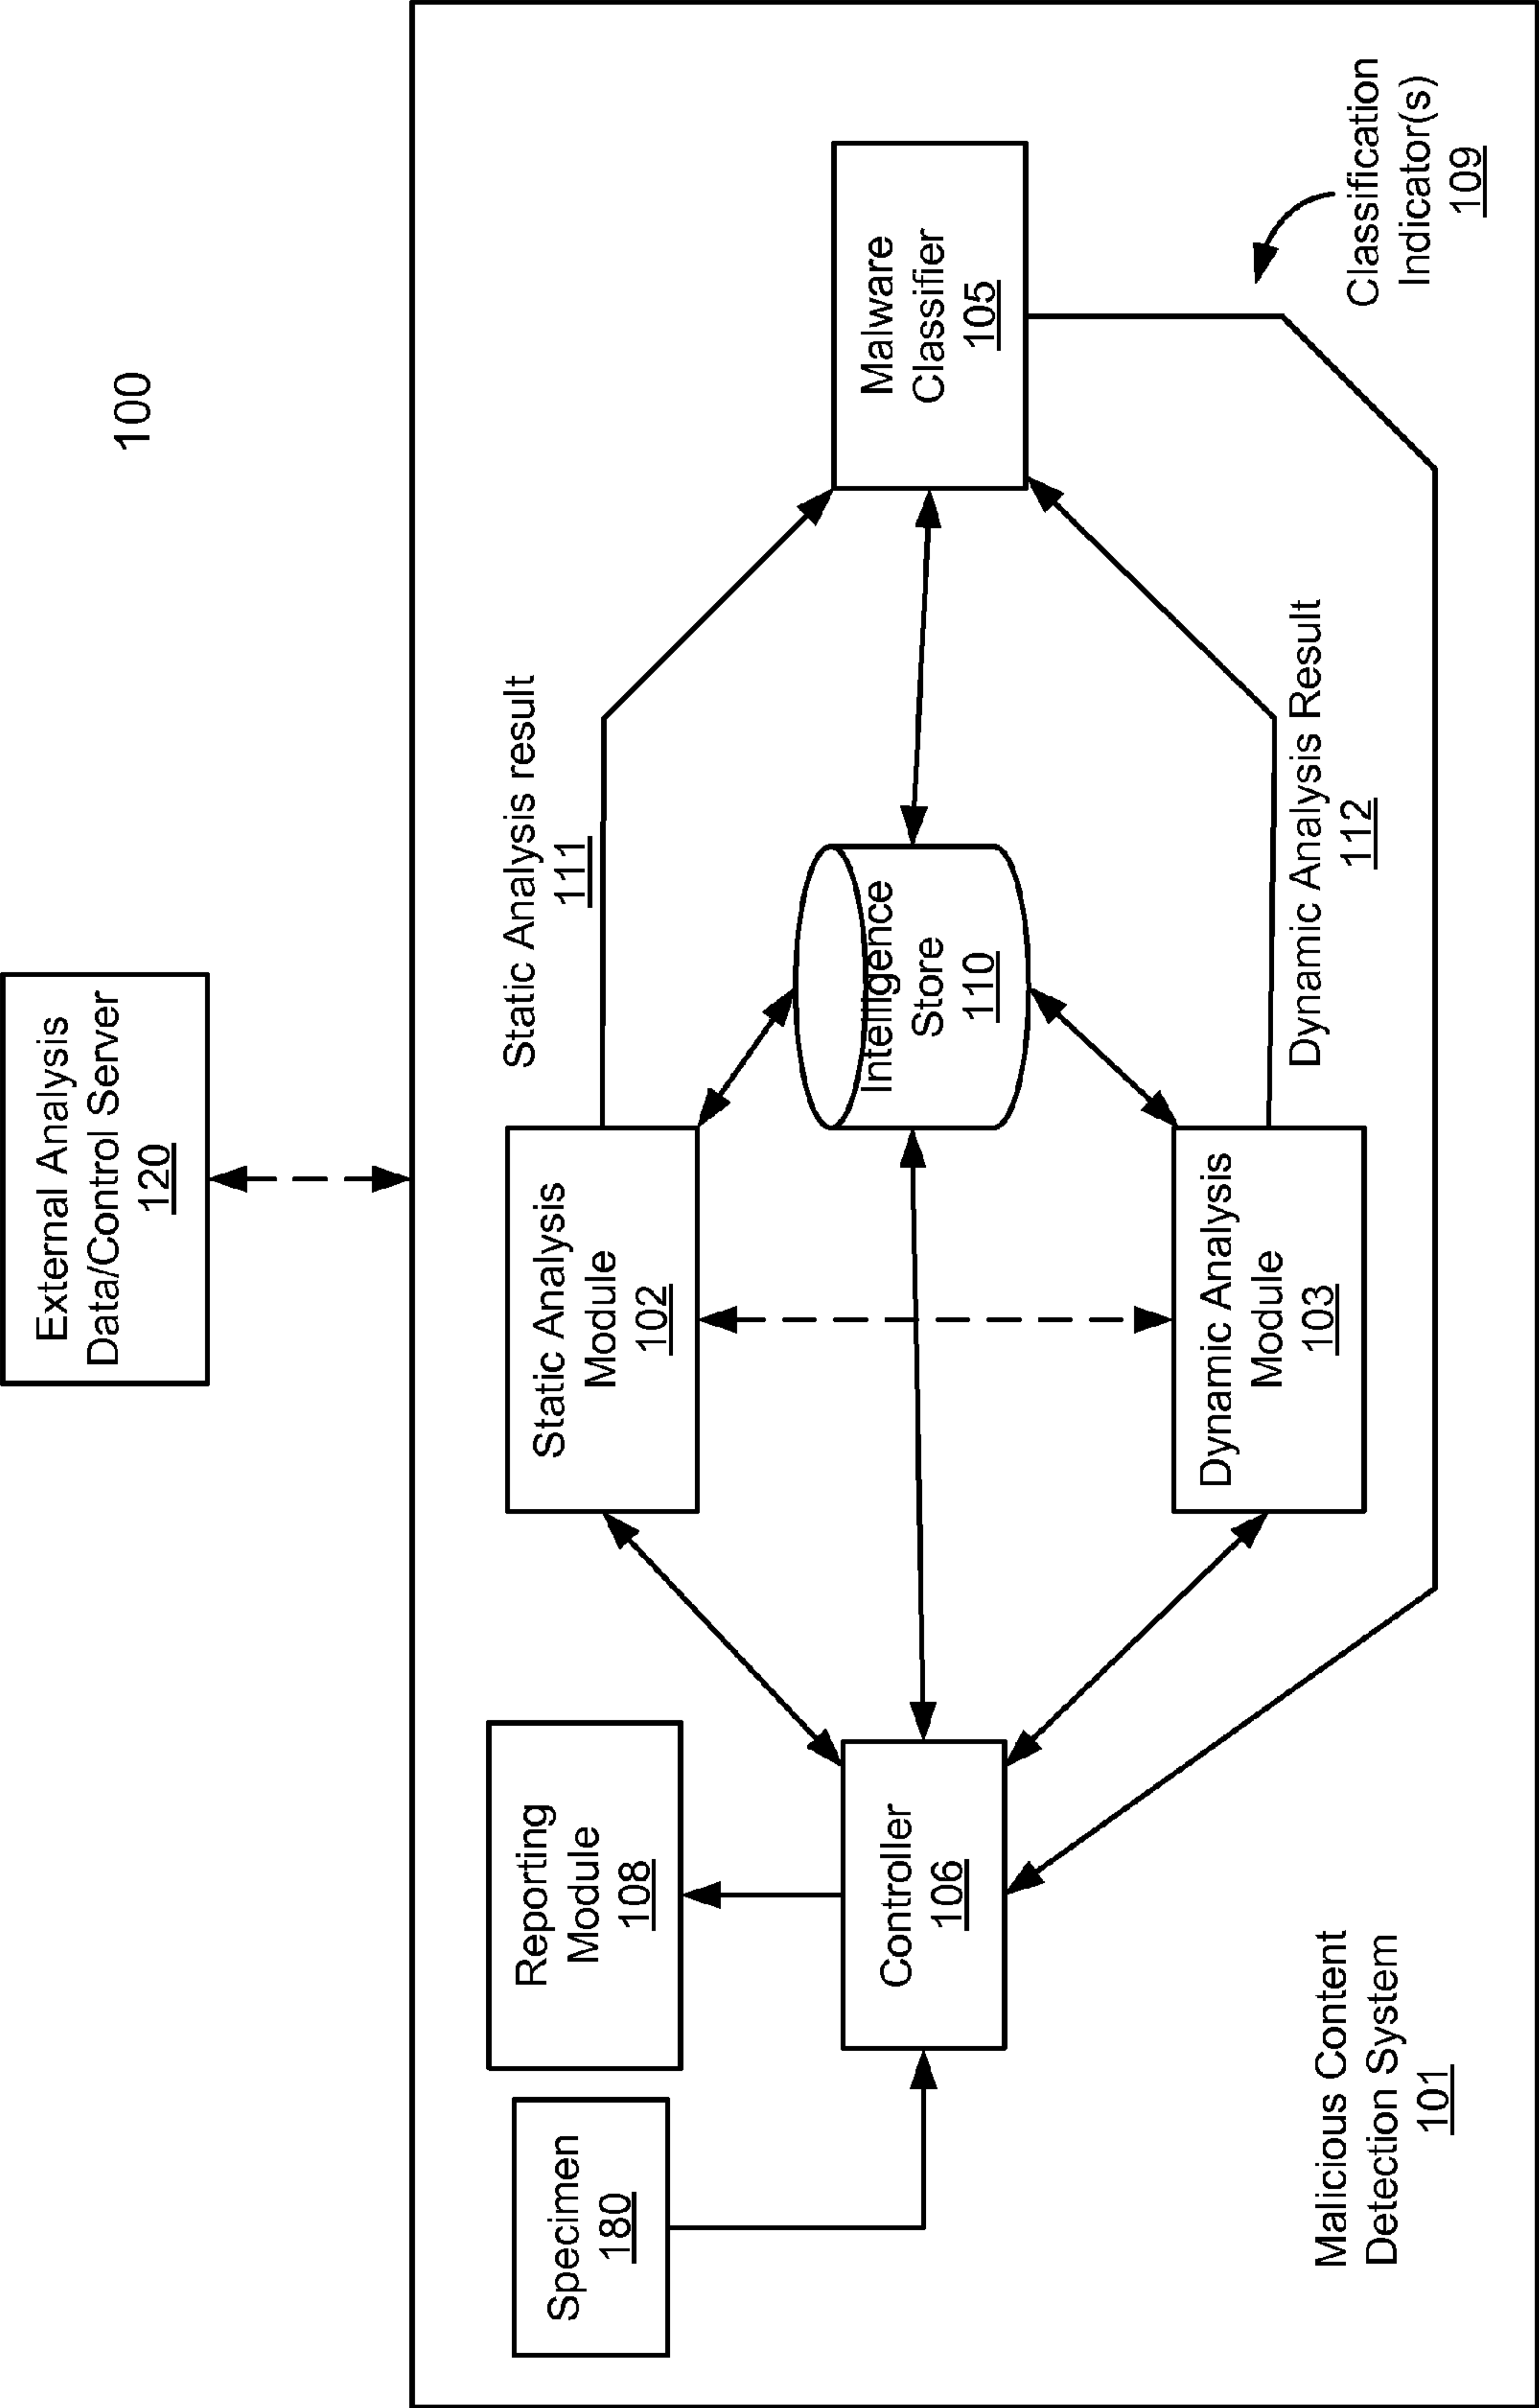 100
External Analysis
Data/Control Server
120
Specimen
180
Reporting
Module
108
Controller
106
Static Analysis
Module
102
Static Analysis result
111
Intelligence
Store
110
Malware
Classifier
105
Dynamic Analysis
Module
103
Dynamic Analysis Result
112
Classification
Indicator(s)
109
Malicious Content
Detection System
101